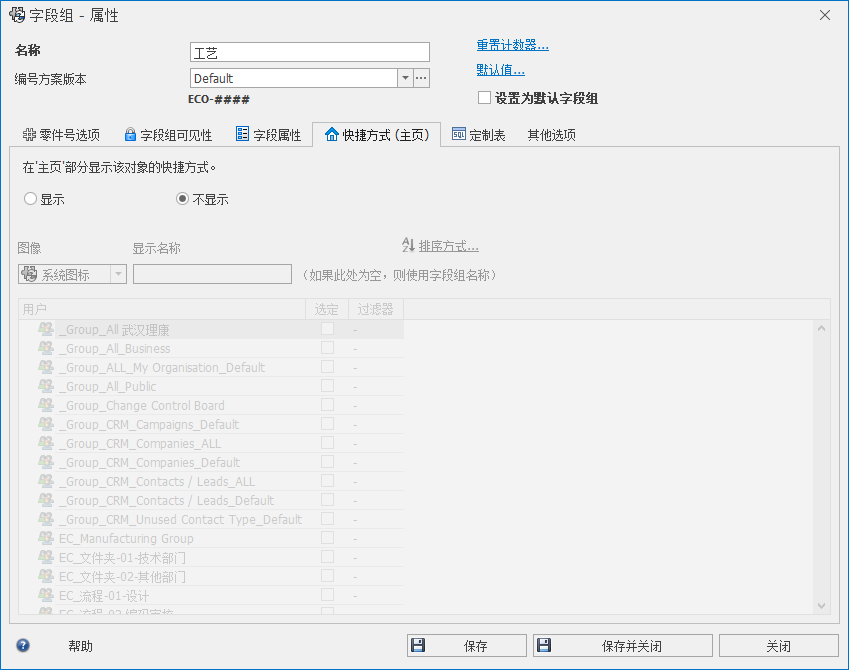 字段组 - 属性
名称
工艺
重置计数器...
编号方案版本
Default
默认值...
ECO-####
设置为默认字段组
零件号选项
字段组可见性
字段属性
快捷方式 (主页)
SQL
定制表
其他选项
在'主页'部分显示该对象的快捷方式。
显示
不显示
图像
显示名称
排序方式...
系统图标
(如果此处为空，则使用字段组名称)
用户 选定 过滤器
_Group_All 武汉理康 -
_Group_All_Business -
_Group_ALL_My Organisation_Default -
_Group_All_Public -
_Group_Change Control Board -
_Group_CRM_Campaigns_Default -
_Group_CRM_Companies_ALL -
_Group_CRM_Companies_Default -
_Group_CRM_Contacts / Leads_ALL -
_Group_CRM_Contacts / Leads_Default -
_Group_CRM_Unused Contact Type_Default -
EC_Manufacturing Group -
EC_文件夹-01-技术部门 -
EC_文件夹-02-其他部门 -
EC_流程-01-设计 -
帮助
保存
保存并关闭
关闭